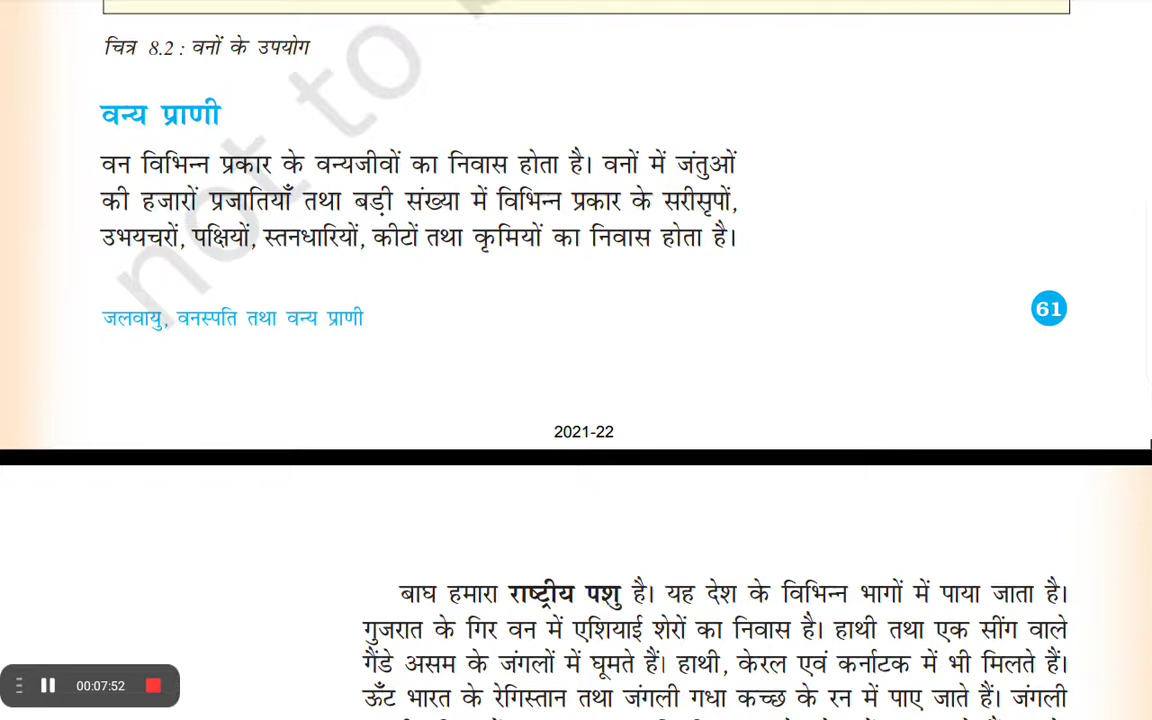 चित्र 8.2 : वनों के उपयोग
वन्य प्राणी
वन विभिन्न प्रकार के वन्यजीवों का निवास होता है। वनों में जंतुओं
की हजारों प्रजातियाँ तथा बड़ी संख्या में विभिन्न प्रकार के सरीसृपों,
उभयचरों, पक्षियों, स्तनधारियों, कीटों तथा कृमियों का निवास होता है।
not to
जलवायु, वनस्पति तथा वन्य प्राणी
61
2021-22
बाघ हमारा राष्ट्रीय पशु है। यह देश के विभिन्न भागों में पाया जाता है।
गुजरात के गिर वन में एशियाई शेरों का निवास है। हाथी तथा एक सींग वाले
गैंडे असम के जंगलों में घूमते हैं। हाथी, केरल एवं कर्नाटक में भी मिलते हैं।
ऊँट भारत के रेगिस्तान तथा जंगली गधा कच्छ के रन में पाए जाते हैं। जंगली
00:07:52